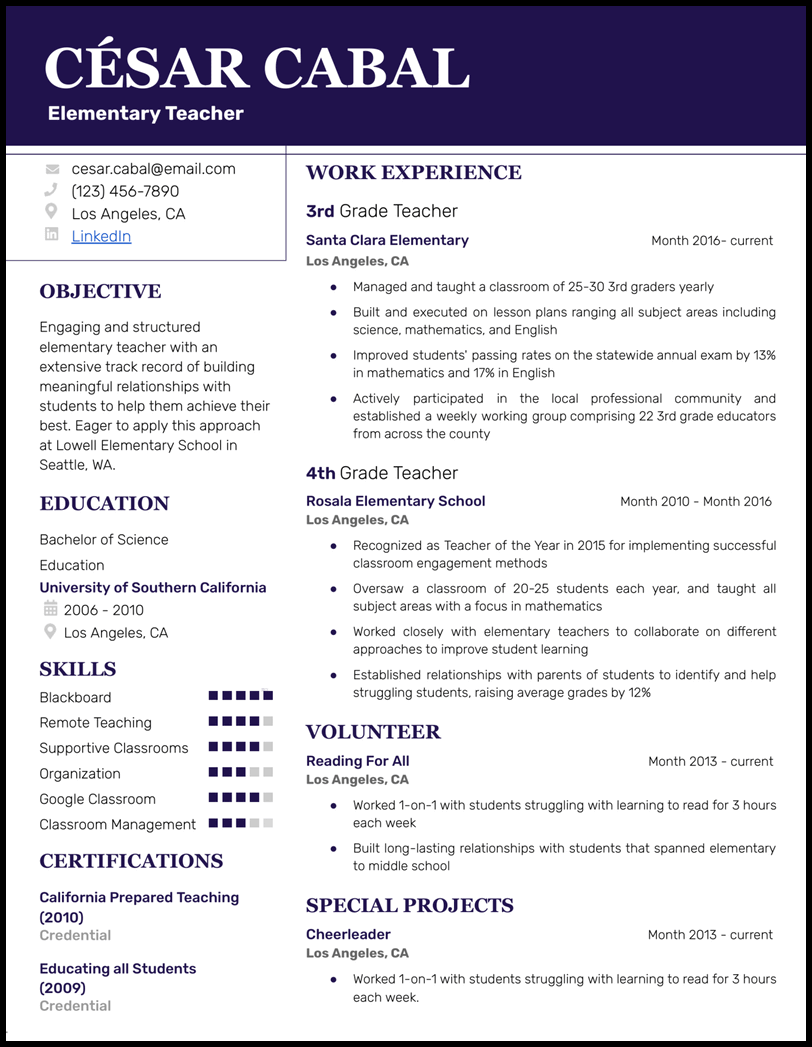 CÉSAR CABAL
Elementary Teacher
cesar.cabal@email.com
(123) 456-7890
Los Angeles, CA
LinkedIn
OBJECTIVE
Engaging and structured
elementary teacher with an
extensive track record of building
meaningful relationships with
students to help them achieve their
best. Eager to apply this approach
at Lowell Elementary School in
Seattle, WA.
EDUCATION
Bachelor of Science
Education
University of Southern California
2006 - 2010
Los Angeles, CA
SKILLS
Blackboard
Remote Teaching
Supportive Classrooms
Organization
Google Classroom
Classroom Management
CERTIFICATIONS
California Prepared Teaching
(2010)
Credential
Educating all Students
(2009)
Credential
WORK EXPERIENCE
3rd Grade Teacher
Santa Clara Elementary Month 2016- current
Los Angeles, CA
● Managed and taught a classroom of 25-30 3rd graders yearly
● Built and executed on lesson plans ranging all subject areas including
science, mathematics, and English
● Improved students' passing rates on the statewide annual exam by 13%
in mathematics and 17% in English
● Actively participated in the local professional community and
established a weekly working group comprising 22 3rd grade educators
from across the county
4th Grade Teacher
Rosala Elementary School Month 2010 - Month 2016
Los Angeles, CA
● Recognized as Teacher of the Year in 2015 for implementing successful
classroom engagement methods
● Oversaw a classroom of 20-25 students each year, and taught all
subject areas with a focus in mathematics
● Worked closely with elementary teachers to collaborate on different
approaches to improve student learning
● Established relationships with parents of students to identify and help
struggling students, raising average grades by 12%
VOLUNTEER
Reading For All Month 2013 - current
Los Angeles, CA
● Worked 1-on-1 with students struggling with learning to read for 3 hours
each week
● Built long-lasting relationships with students that spanned elementary
to middle school
SPECIAL PROJECTS
Cheerleader Month 2013 - current
Los Angeles, CA
● Worked 1-on-1 with students struggling with learning to read for 3 hours
each week.